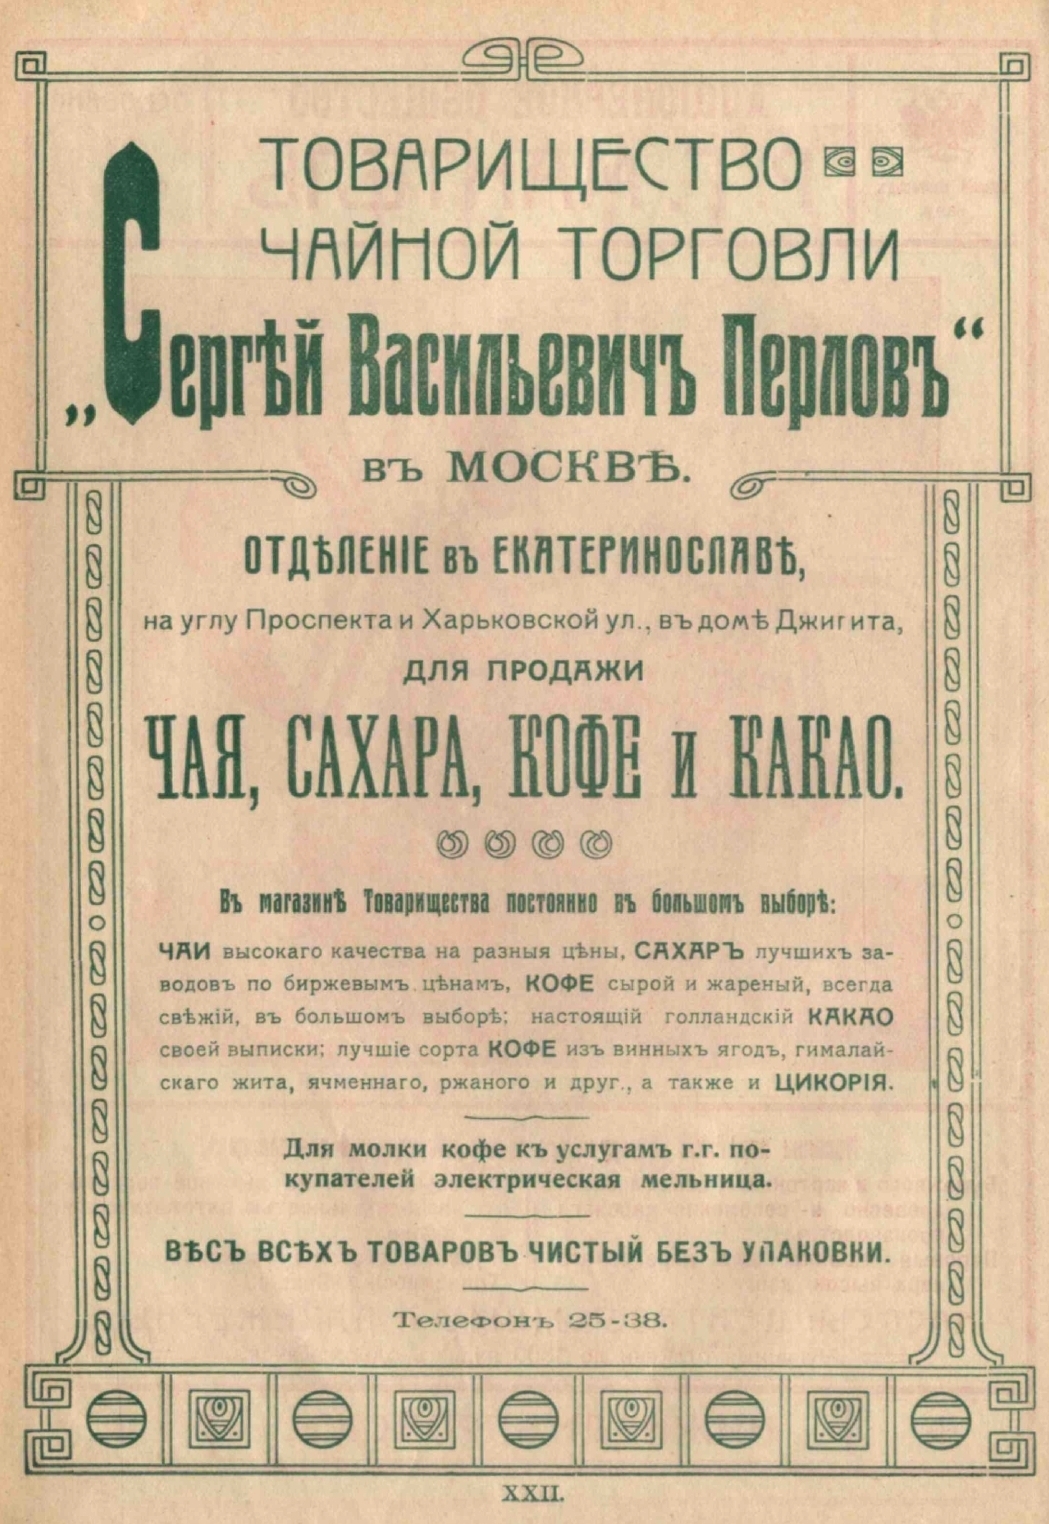 ТОВАРИЩЕСТВО
ЧАЙНОЙ ТОРГОВЛИ
„Сергѣй Васильевичъ Перловъ“
въ МОСКВѢ.
ОТДѢЛЕНІЕ въ ЕКАТЕРИНОСЛАВѢ,
на углу Проспекта и Харьковской ул., въ домѣ Джигита,
ДЛЯ ПРОДАЖИ
ЧАЯ, САХАРА, КОФЕ и КАКАО.
Въ магазинѣ Товарищества постоянно въ большомъ выборѣ:
ЧАИ высокаго качества на разныя цѣны, САХАРЪ лучшихъ за-
водовъ по биржевымъ цѣнамъ, КОФЕ сырой и жареный, всегда
свѣжій, въ большомъ выборѣ; настоящій голландскій КАКАО
своей выписки; лучшіе сорта КОФЕ изъ винныхъ ягодъ, гималай-
скаго жита, ячменнаго, ржаного и друг., а также и ЦИКОРІЯ.
Для молки кофе къ услугамъ г.г. по-
купателей электрическая мельница.
ВѢСЪ ВСѢХЪ ТОВАРОВЪ ЧИСТЫЙ БЕЗЪ УПАКОВКИ.
Телефонъ 25-38.
XXII.